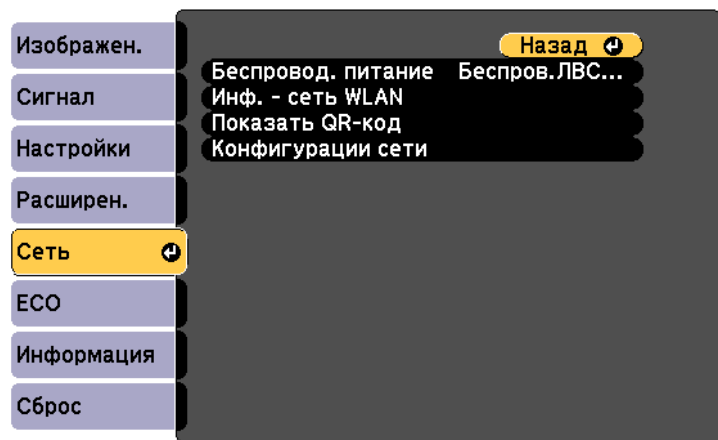 Изображен.
Сигнал
Настройки
Расширен.
Сеть
ECO
Информация
Сброс
Назад
Беспровод. питание Беспров.ЛВС...
Инф. - сеть WLAN
Показать QR-код
Конфигурации сети